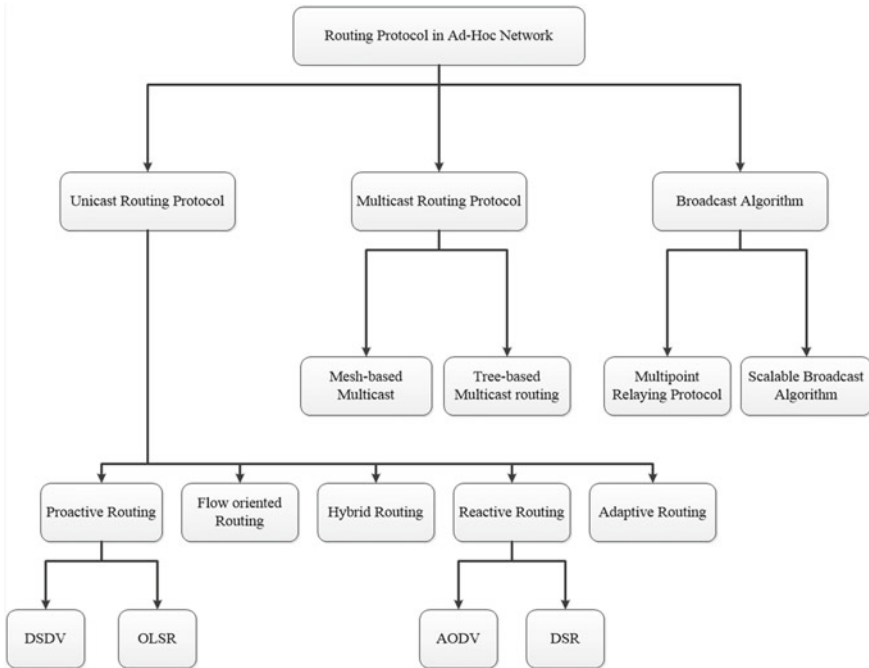 Routing Protocol in Ad-Hoc Network
Unicast Routing Protocol
Multicast Routing Protocol
Broadcast Algorithm
Mesh-based
Multicast
Tree-based
Multicast routing
Multipoint
Relaying Protocol
Scalable Broadcast
Algorithm
Proactive Routing
Flow oriented
Routing
Hybrid Routing
Reactive Routing
Adaptive Routing
DSDV
OLSR
AODV
DSR